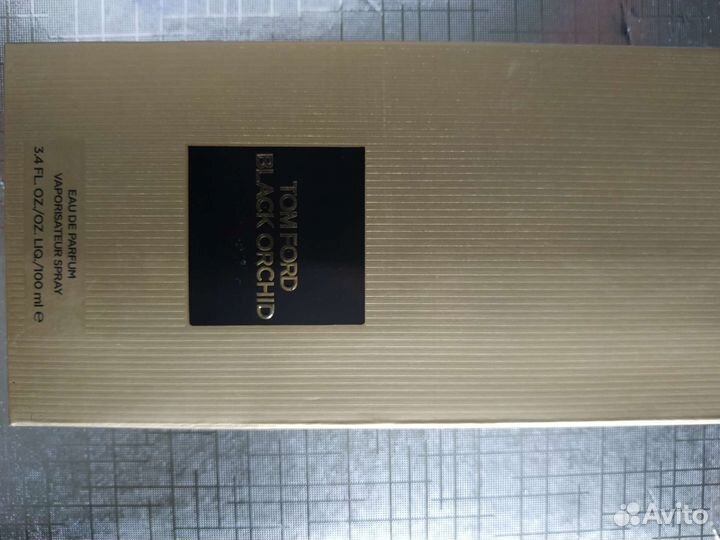 TOM FORD
BLACK ORCHID
EAU DE PARFUM
VAPORISATEUR SPRAY
3.4 FL. OZ./OZ. LIQ./100 ml e
Avito